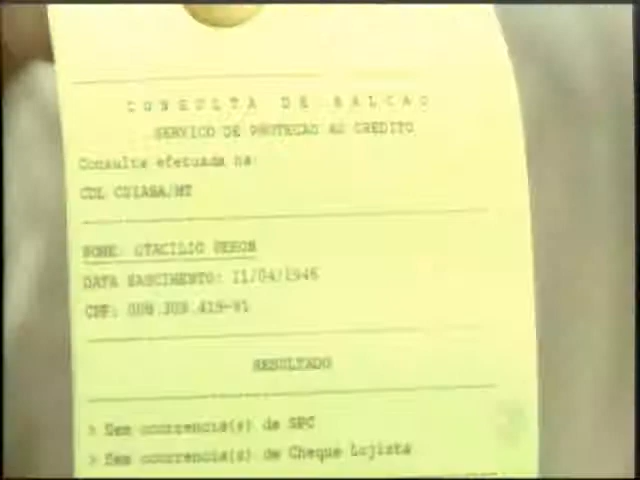 CONSULTA DE BALCAO
SERVICO DE PROTECAO AO CREDITO
Consulta efetuada na:
CDL CUIABA/MT
NOME: OTACILIO
DATA NASCIMENTO: 11/04/1946
CPF:
RESULTADO
> Sem ocorrencia(s) de SPC
> Sem ocorrencia(s) de Cheque Lojista